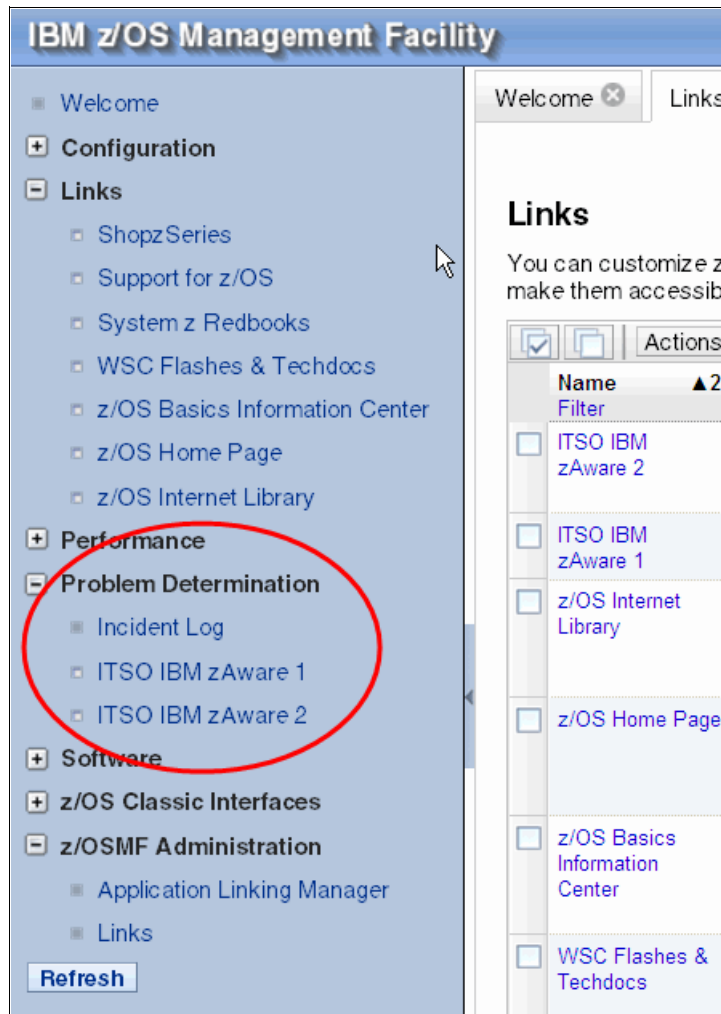 IBM z/OS Management Facility
Welcome
Configuration
Links
ShopzSeries
Support for z/OS
System z Redbooks
WSC Flashes & Techdocs
z/OS Basics Information Center
z/OS Home Page
z/OS Internet Library
Performance
Problem Determination
Incident Log
ITSO IBM zAware 1
ITSO IBM zAware 2
Software
z/OS Classic Interfaces
z/OSMF Administration
Application Linking Manager
Links
Refresh
Welcome
Links
Links
You can customize z
make them accessib
Actions
Name ▲2
Filter
ITSO IBM
zAware 2
ITSO IBM
zAware 1
z/OS Internet
Library
z/OS Home Page
z/OS Basics
Information
Center
WSC Flashes &
Techdocs